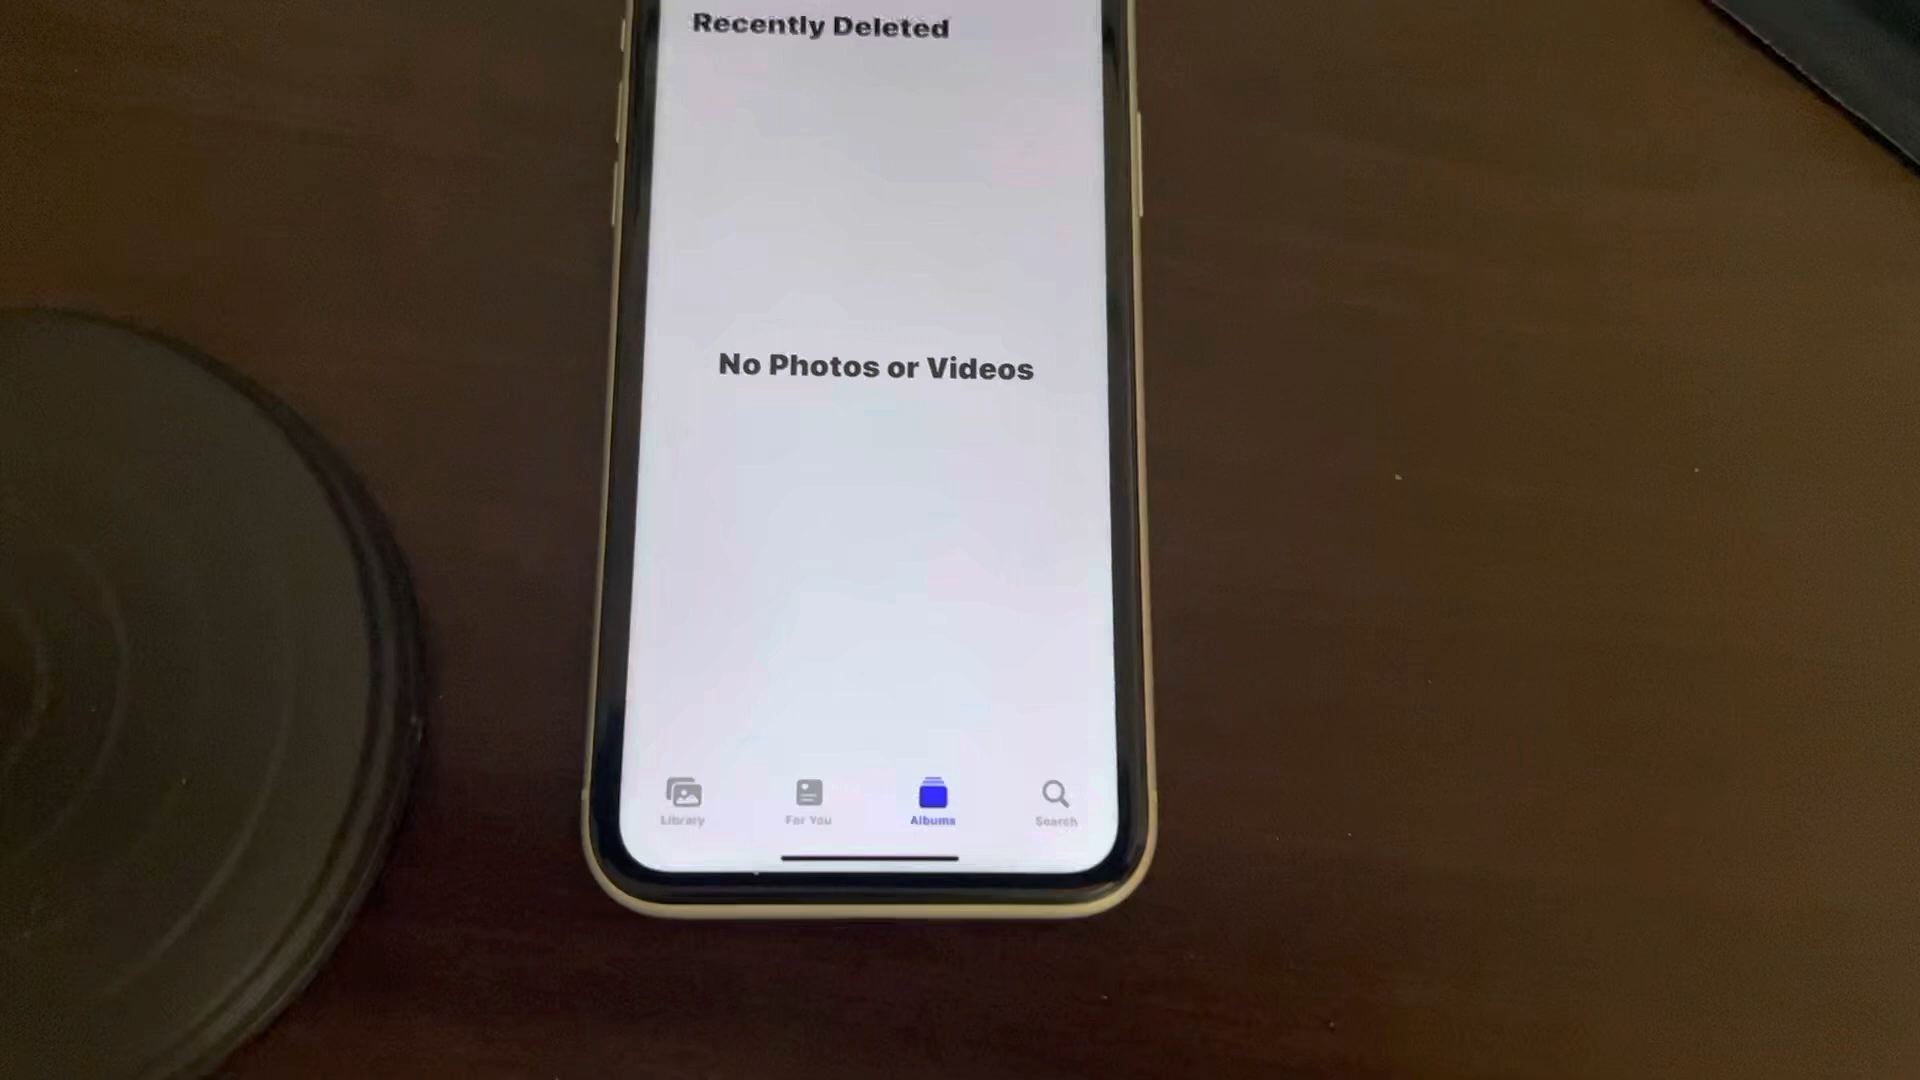 Recently Deleted
No Photos or Videos
Library
For You
Albums
Search